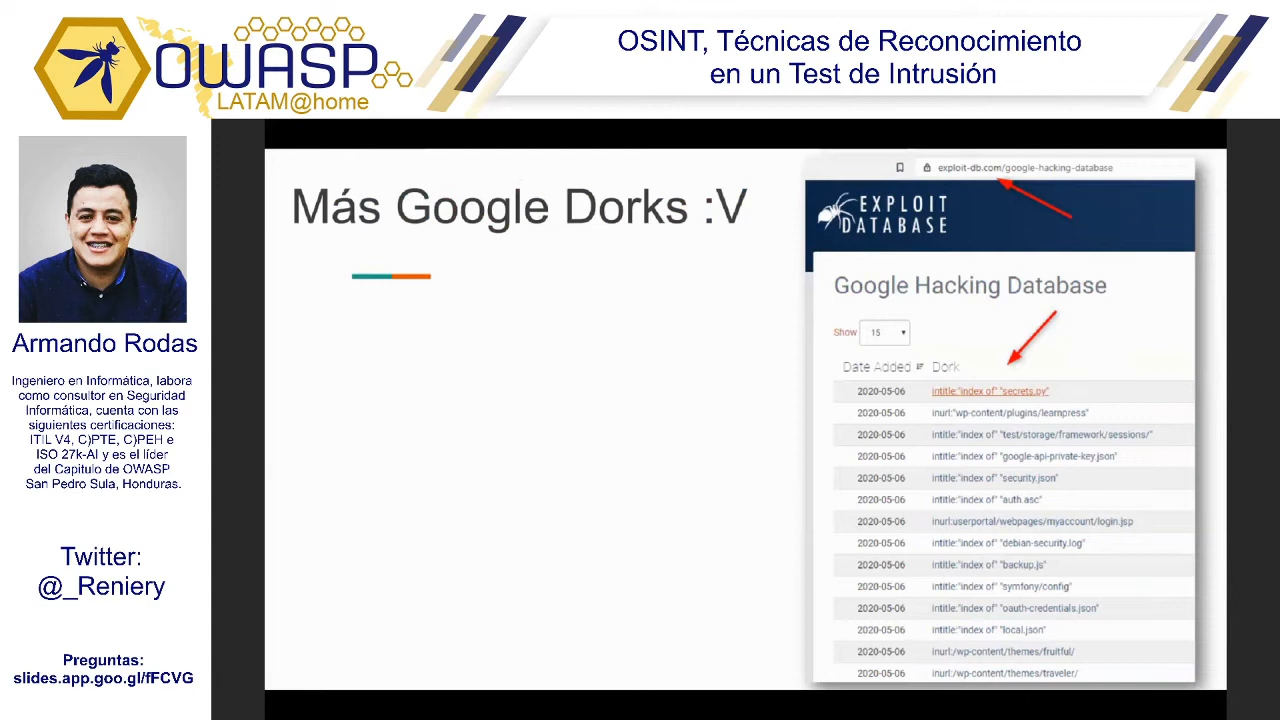 OWASP
LATAM@home
OSINT, Técnicas de Reconocimiento
en un Test de Intrusión
Armando Rodas
Ingeniero en Informática, labora
como consultor en Seguridad
Informática, cuenta con las
siguientes certificaciones:
ITIL V4, C)PTE, C)PEH e
ISO 27k-AI y es el líder
del Capitulo de OWASP
San Pedro Sula, Honduras.
Twitter:
@_Reniery
Preguntas:
slides.app.goo.gl/fFCVG
Más Google Dorks :V
exploit-db.com/google-hacking-database
EXPLOIT
DATABASE
Google Hacking Database
Show 15
Date Added Dork
2020-05-06 intitle:"index of" "secrets.py"
2020-05-06 inurl:"wp-content/plugins/learnpress"
2020-05-06 intitle:"index of" "test/storage/framework/sessions/"
2020-05-06 intitle:"index of" "google-api-private-key.json"
2020-05-06 intitle:"index of" "security.json"
2020-05-06 intitle:"index of" "auth.asc"
2020-05-06 inurl:userportal/webpages/myaccount/login.jsp
2020-05-06 intitle:"index of" "debian-security.log"
2020-05-06 intitle:"index of" "backup.js"
2020-05-06 intitle:"index of" "symfony/config"
2020-05-06 intitle:"index of" "oauth-credentials.json"
2020-05-06 intitle:"index of" "local.json"
2020-05-06 inurl:/wp-content/themes/fruitful/
2020-05-06 inurl:/wp-content/themes/traveler/